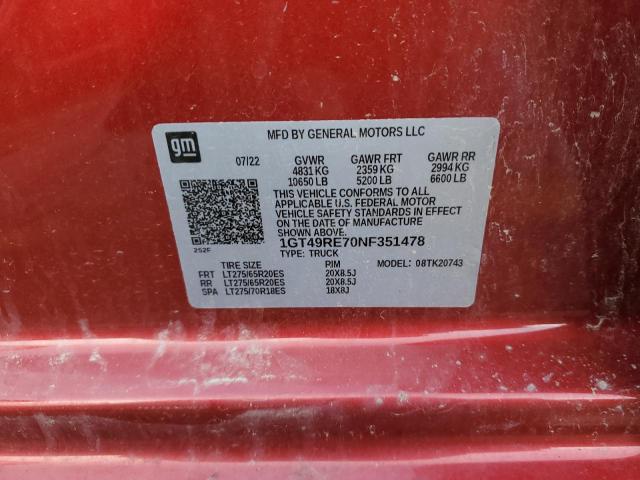 gm
MFD BY GENERAL MOTORS LLC
07/22 GVWR GAWR FRT GAWR RR
4831 KG 2359 KG 2994 KG
10650 LB 5200 LB 6600 LB
THIS VEHICLE CONFORMS TO ALL
APPLICABLE U.S. FEDERAL MOTOR
VEHICLE SAFETY STANDARDS IN EFFECT
ON THE DATE OF MANUFACTURE
SHOWN ABOVE.
1GT49RE70NF351478
2S2F TYPE: TRUCK
TIRE SIZE RIM MODEL: 08TK20743
FRT LT275/65R20ES 20X8.5J
RR LT275/65R20ES 20X8.5J
SPA LT275/70R18ES 18X8J